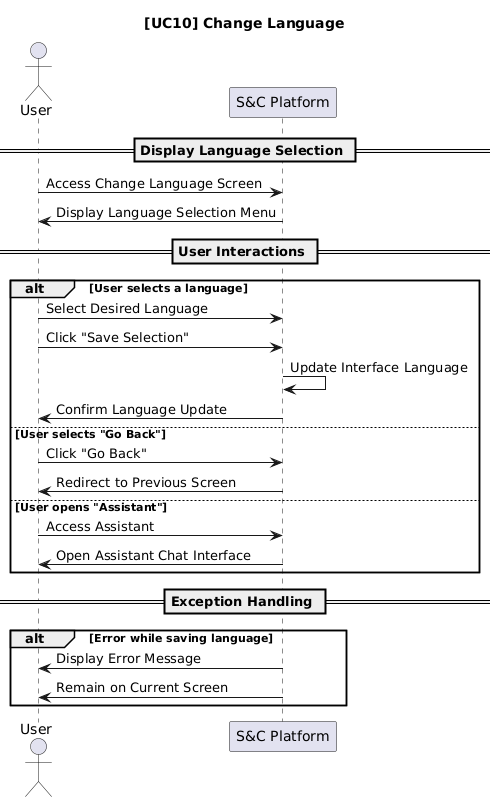 [UC10] Change Language
User
S&C Platform
Display Language Selection
Access Change Language Screen
Display Language Selection Menu
User Interactions
alt [User selects a language]
Select Desired Language
Click "Save Selection"
Update Interface Language
Confirm Language Update
[User selects "Go Back"]
Click "Go Back"
Redirect to Previous Screen
[User opens "Assistant"]
Access Assistant
Open Assistant Chat Interface
Exception Handling
alt [Error while saving language]
Display Error Message
Remain on Current Screen
User
S&C Platform